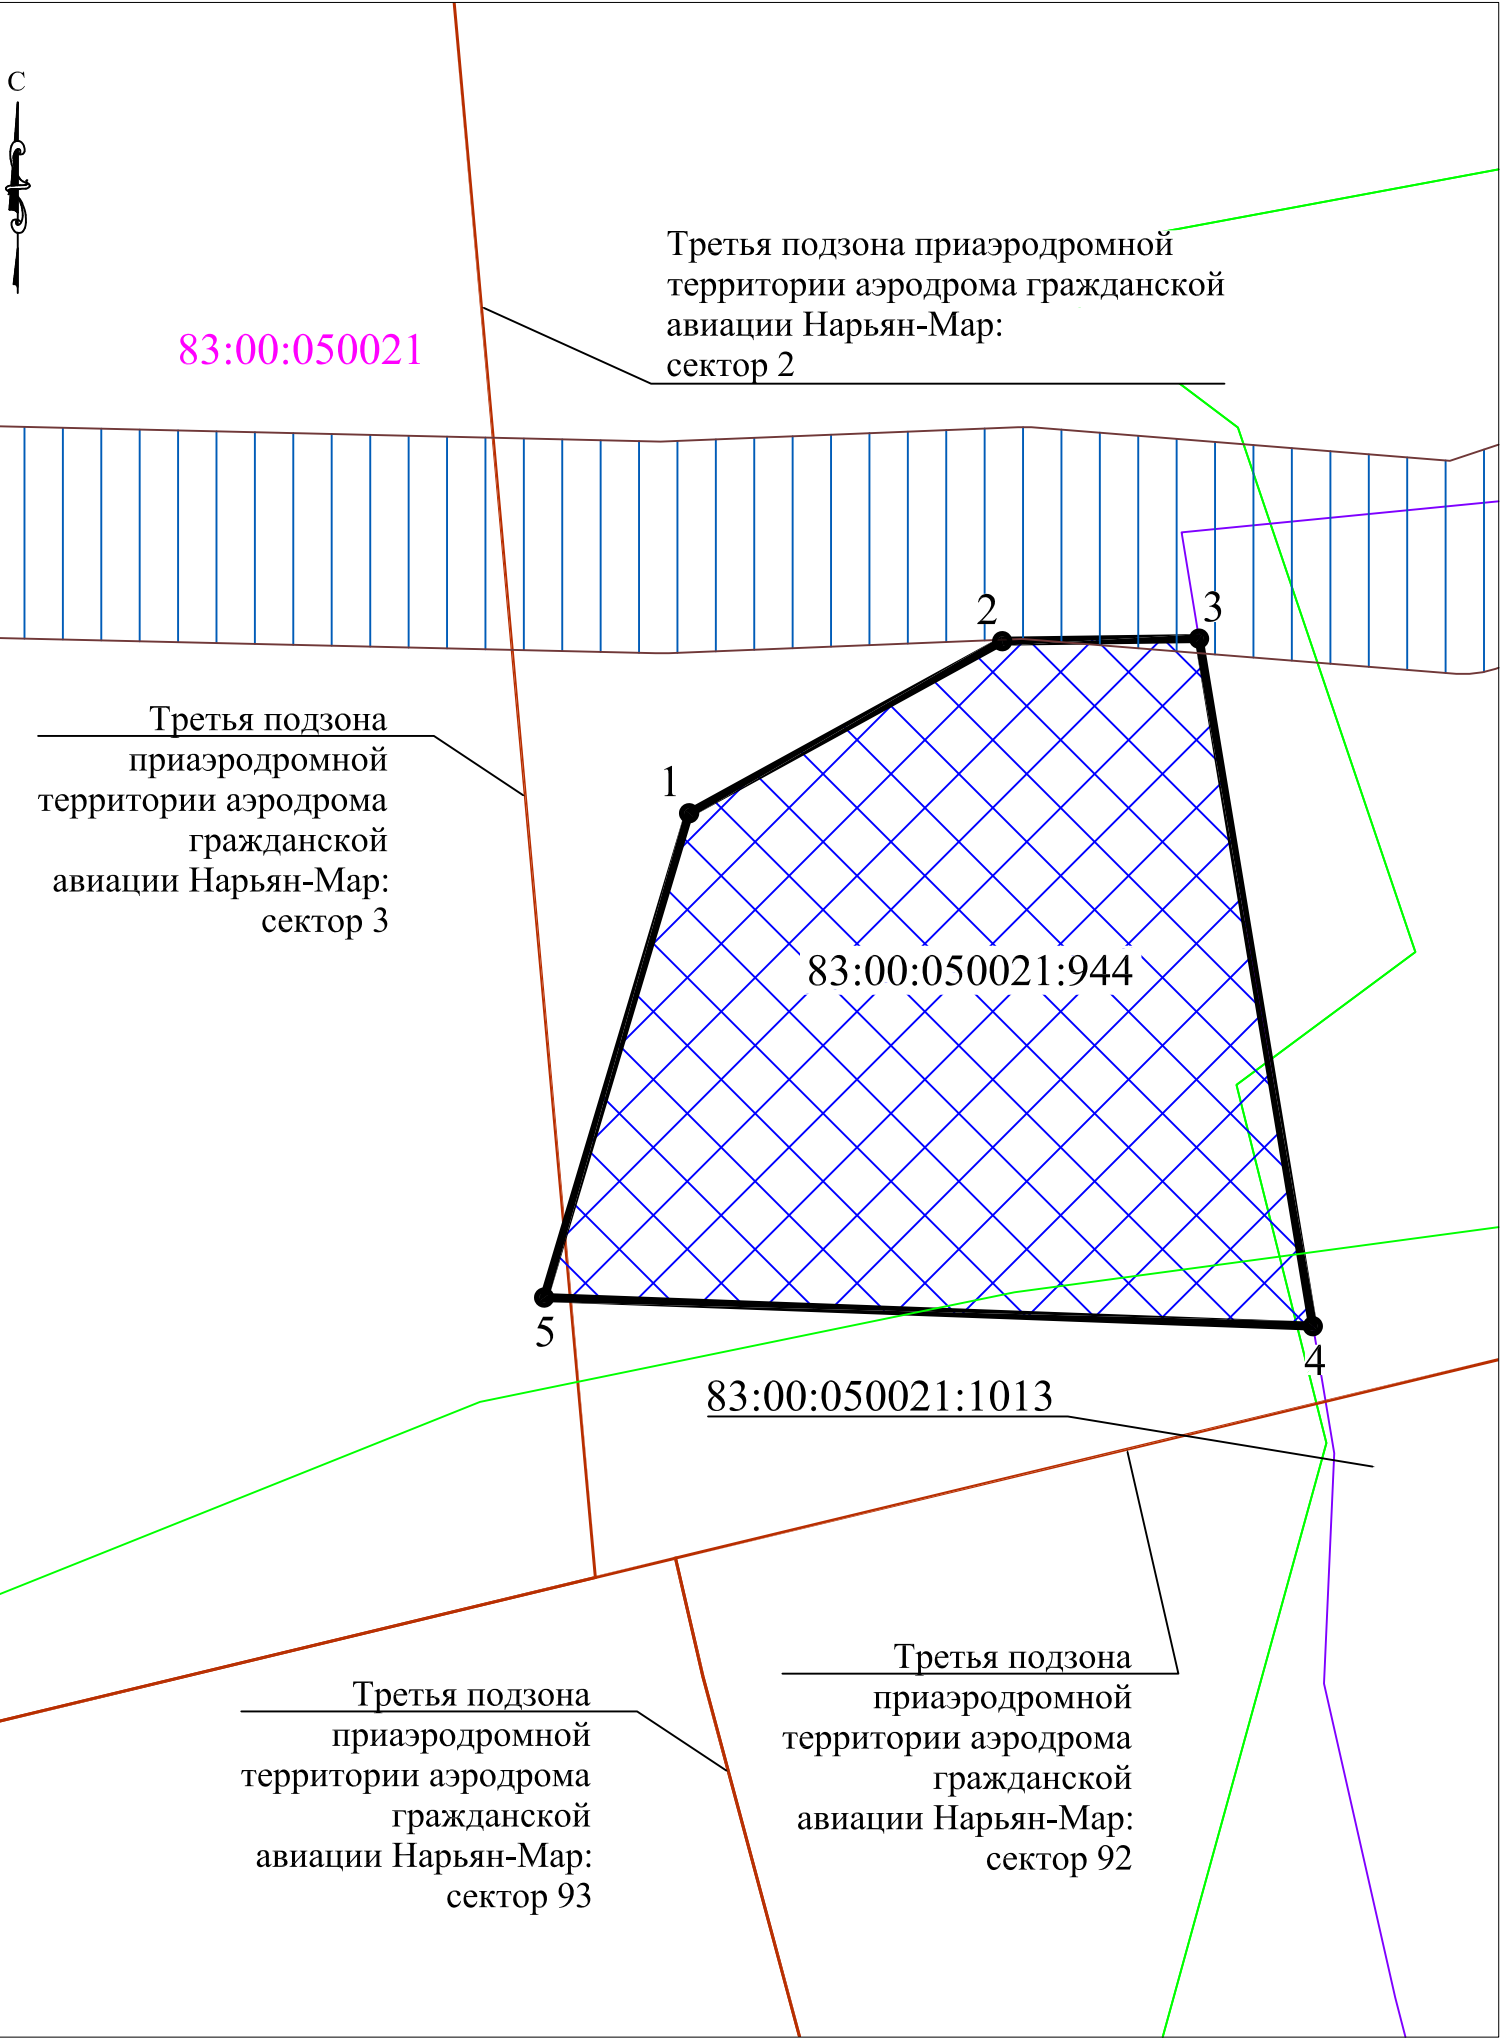 С
Третья подзона приаэродромной
территории аэродрома гражданской
авиации Нарьян-Мар:
сектор 2
83:00:050021
2
3
Третья подзона
приаэродромной
территории аэродрома
гражданской
авиации Нарьян-Мар:
сектор 3
1
83:00:050021:944
5
4
83:00:050021:1013
Третья подзона
приаэродромной
территории аэродрома
гражданской
авиации Нарьян-Мар:
сектор 93
Третья подзона
приаэродромной
территории аэродрома
гражданской
авиации Нарьян-Мар:
сектор 92